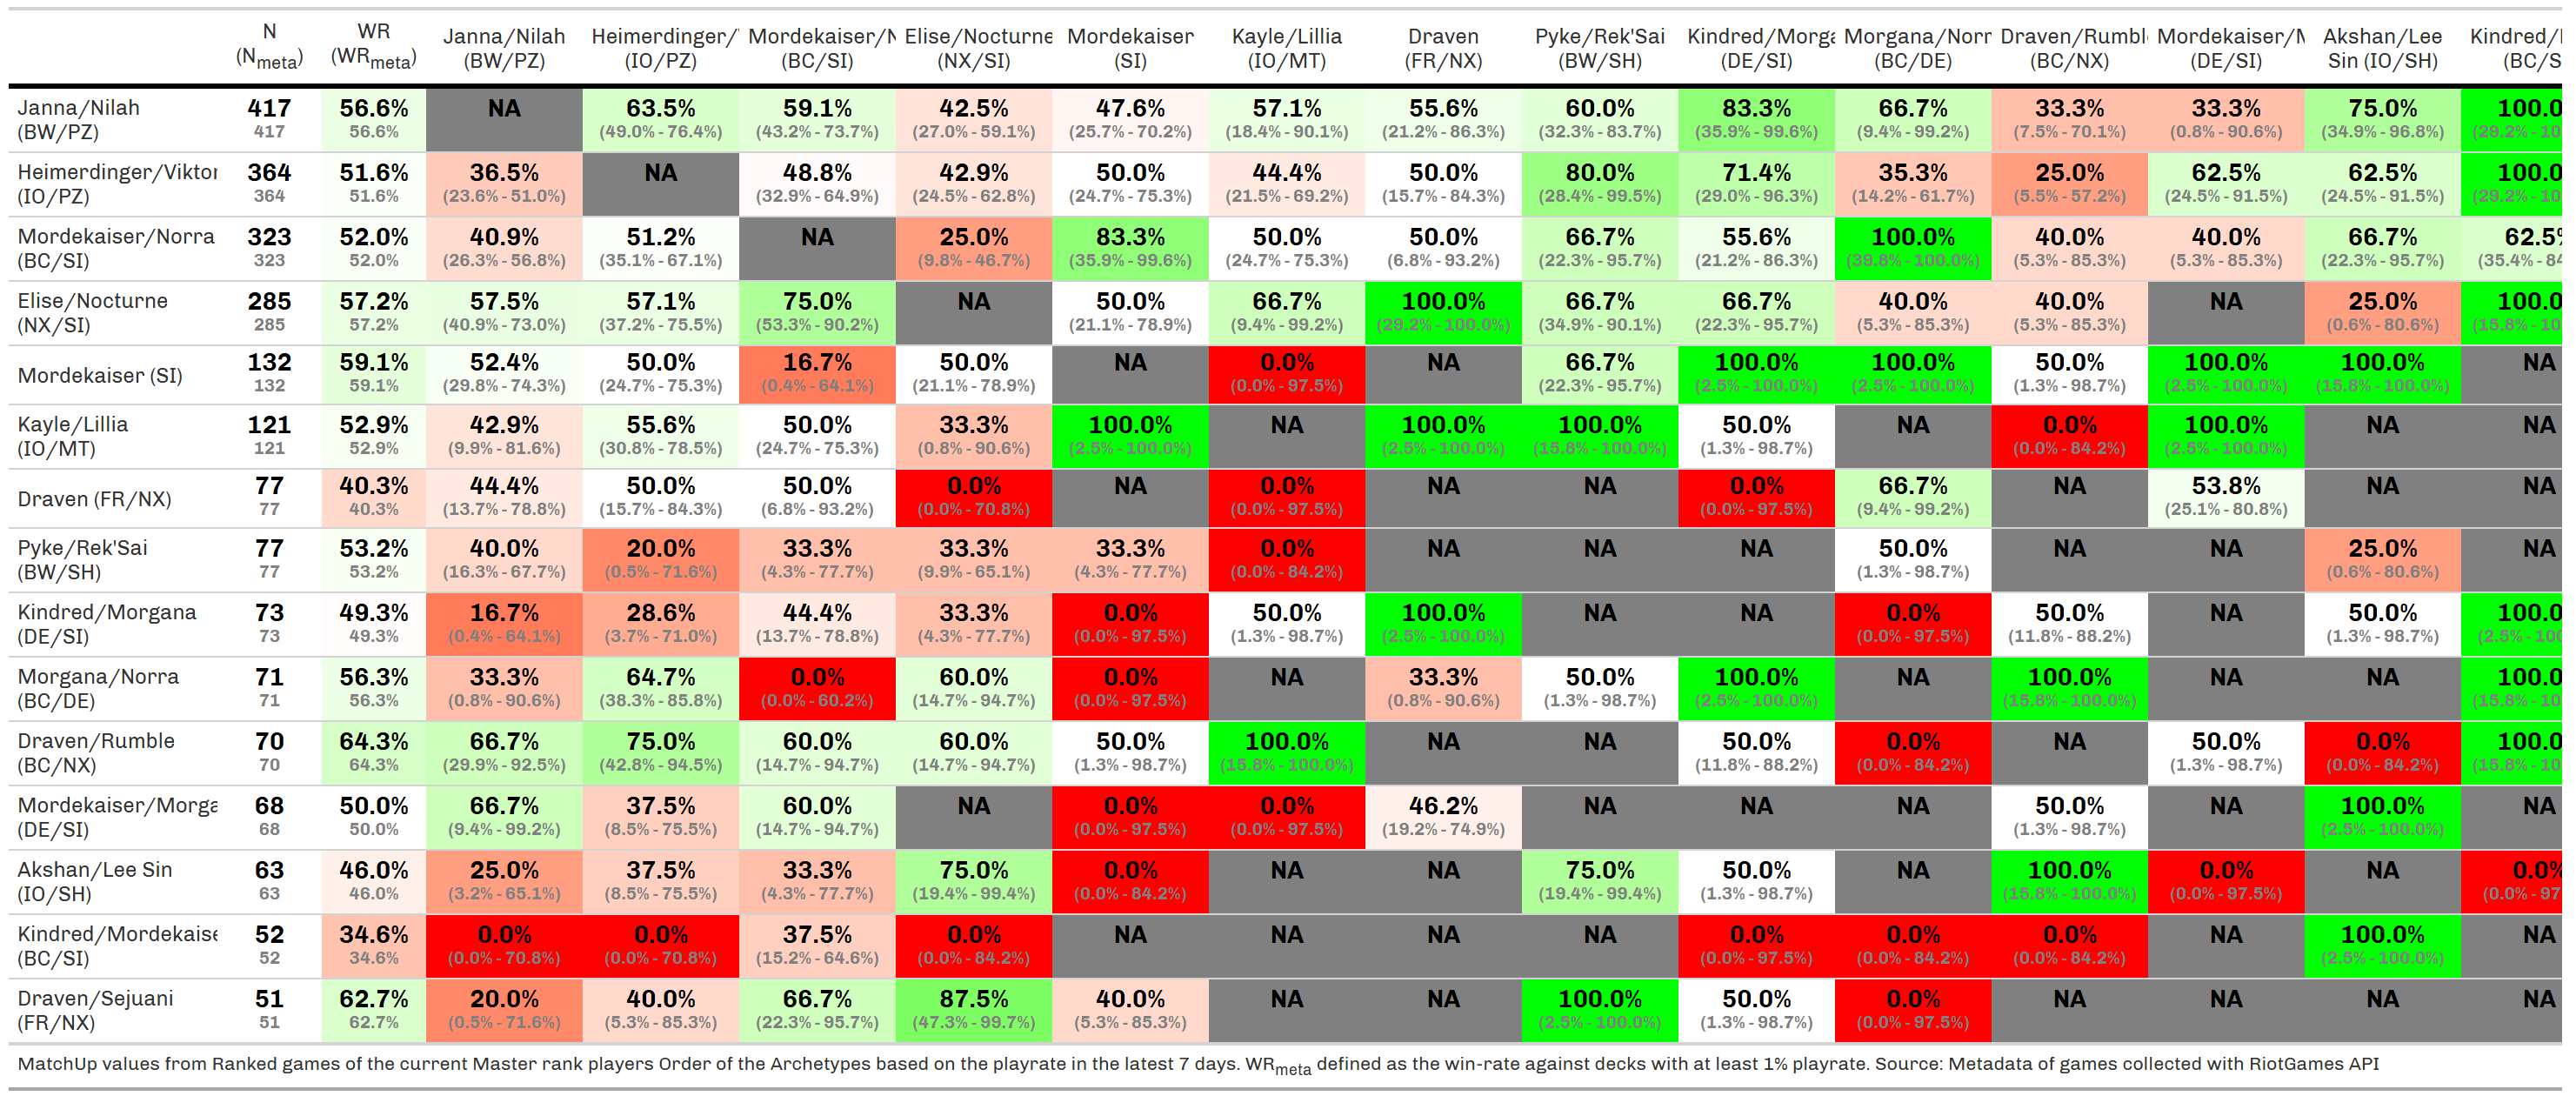 N WR Janna/Nilah Heimerdinger/ Mordekaiser/N Elise/Nocturne Mordekaiser Kayle/Lillia Draven Pyke/Rek'Sai Kindred/Morga Morgana/Norr Draven/Rumbl Mordekaiser/M Akshan/Lee Kindred/
(Nmeta) (WRmeta) (BW/PZ) (IO/PZ) (BC/SI) (NX/SI) (SI) (IO/MT) (FR/NX) (BW/SH) (DE/SI) (BC/DE) (BC/NX) (DE/SI) Sin (IO/SH) (BC/S
Janna/Nilah 417 56.6% NA 63.5% 59.1% 42.5% 47.6% 57.1% 55.6% 60.0% 83.3% 66.7% 33.3% 33.3% 75.0% 100.0
(BW/PZ) 417 56.6% (49.0% - 76.4%) (43.2% - 73.7%) (27.0% - 59.1%) (25.7% - 70.2%) (18.4% - 90.1%) (21.2% - 86.3%) (32.3% - 83.7%) (35.9% - 99.6%) (9.4% - 99.2%) (7.5% - 70.1%) (0.8% - 90.6%) (34.9% - 96.8%) (29.2% - 10
Heimerdinger/Viktor 364 51.6% 36.5% NA 48.8% 42.9% 50.0% 44.4% 50.0% 80.0% 71.4% 35.3% 25.0% 62.5% 62.5% 100.0
(IO/PZ) 364 51.6% (23.6% - 51.0%) (32.9% - 64.9%) (24.5% - 62.8%) (24.7% - 75.3%) (21.5% - 69.2%) (15.7% - 84.3%) (28.4% - 99.5%) (29.0% - 96.3%) (14.2% - 61.7%) (5.5% - 57.2%) (24.5% - 91.5%) (24.5% - 91.5%) (29.2% - 10
Mordekaiser/Norra 323 52.0% 40.9% 51.2% NA 25.0% 83.3% 50.0% 50.0% 66.7% 55.6% 100.0% 40.0% 40.0% 66.7% 62.5%
(BC/SI) 323 52.0% (26.3% - 56.8%) (35.1% - 67.1%) (9.8% - 46.7%) (35.9% - 99.6%) (24.7% - 75.3%) (6.8% - 93.2%) (22.3% - 95.7%) (21.2% - 86.3%) (39.8% - 100.0%) (5.3% - 85.3%) (5.3% - 85.3%) (22.3% - 95.7%) (35.4% - 84
Elise/Nocturne 285 57.2% 57.5% 57.1% 75.0% NA 50.0% 66.7% 100.0% 66.7% 66.7% 40.0% 40.0% NA 25.0% 100.0
(NX/SI) 285 57.2% (40.9% - 73.0%) (37.2% - 75.5%) (53.3% - 90.2%) (21.1% - 78.9%) (9.4% - 99.2%) (29.2% - 100.0%) (34.9% - 90.1%) (22.3% - 95.7%) (5.3% - 85.3%) (5.3% - 85.3%) (0.6% - 80.6%) (15.8% - 10
Mordekaiser (SI) 132 59.1% 52.4% 50.0% 16.7% 50.0% NA 0.0% NA 66.7% 100.0% 100.0% 50.0% 100.0% 100.0% NA
132 59.1% (29.8% - 74.3%) (24.7% - 75.3%) (0.4% - 64.1%) (21.1% - 78.9%) (0.0% - 97.5%) (22.3% - 95.7%) (2.5% - 100.0%) (2.5% - 100.0%) (1.3% - 98.7%) (2.5% - 100.0%) (15.8% - 100.0%)
Kayle/Lillia 121 52.9% 42.9% 55.6% 50.0% 33.3% 100.0% NA 100.0% 100.0% 50.0% NA 0.0% 100.0% NA NA
(IO/MT) 121 52.9% (9.9% - 81.6%) (30.8% - 78.5%) (24.7% - 75.3%) (0.8% - 90.6%) (2.5% - 100.0%) (2.5% - 100.0%) (15.8% - 100.0%) (1.3% - 98.7%) (0.0% - 84.2%) (2.5% - 100.0%)
Draven (FR/NX) 77 40.3% 44.4% 50.0% 50.0% 0.0% NA 0.0% NA NA 0.0% 66.7% NA 53.8% NA NA
77 40.3% (13.7% - 78.8%) (15.7% - 84.3%) (6.8% - 93.2%) (0.0% - 70.8%) (0.0% - 97.5%) (0.0% - 97.5%) (9.4% - 99.2%) (25.1% - 80.8%)
Pyke/Rek'Sai 77 53.2% 40.0% 20.0% 33.3% 33.3% 33.3% 0.0% NA NA NA 50.0% NA NA 25.0% NA
(BW/SH) 77 53.2% (16.3% - 67.7%) (0.5% - 71.6%) (4.3% - 77.7%) (9.9% - 65.1%) (4.3% - 77.7%) (0.0% - 84.2%) (1.3% - 98.7%) (0.6% - 80.6%)
Kindred/Morgana 73 49.3% 16.7% 28.6% 44.4% 33.3% 0.0% 50.0% 100.0% NA NA 0.0% 50.0% NA 50.0% 100.0
(DE/SI) 73 49.3% (0.4% - 64.1%) (3.7% - 71.0%) (13.7% - 78.8%) (4.3% - 77.7%) (0.0% - 97.5%) (1.3% - 98.7%) (2.5% - 100.0%) (0.0% - 97.5%) (11.8% - 88.2%) (1.3% - 98.7%) (2.5% - 100
Morgana/Norra 71 56.3% 33.3% 64.7% 0.0% 60.0% 0.0% NA 33.3% 50.0% 100.0% NA 100.0% NA NA 100.0
(BC/DE) 71 56.3% (0.8% - 90.6%) (38.3% - 85.8%) (0.0% - 60.2%) (14.7% - 94.7%) (0.0% - 97.5%) (0.8% - 90.6%) (1.3% - 98.7%) (2.5% - 100.0%) (15.8% - 100.0%) (15.8% - 10
Draven/Rumble 70 64.3% 66.7% 75.0% 60.0% 60.0% 50.0% 100.0% NA NA 50.0% 0.0% NA 50.0% 0.0% 100.0
(BC/NX) 70 64.3% (29.9% - 92.5%) (42.8% - 94.5%) (14.7% - 94.7%) (14.7% - 94.7%) (1.3% - 98.7%) (15.8% - 100.0%) (11.8% - 88.2%) (0.0% - 84.2%) (1.3% - 98.7%) (0.0% - 84.2%) (15.8% - 10
Mordekaiser/Morga 68 50.0% 66.7% 37.5% 60.0% NA 0.0% 0.0% 46.2% NA NA NA 50.0% NA 100.0% NA
(DE/SI) 68 50.0% (9.4% - 99.2%) (8.5% - 75.5%) (14.7% - 94.7%) (0.0% - 97.5%) (0.0% - 97.5%) (19.2% - 74.9%) (1.3% - 98.7%) (2.5% - 100.0%)
Akshan/Lee Sin 63 46.0% 25.0% 37.5% 33.3% 75.0% 0.0% NA NA 75.0% 50.0% NA 100.0% 0.0% NA 0.0%
(IO/SH) 63 46.0% (3.2% - 65.1%) (8.5% - 75.5%) (4.3% - 77.7%) (19.4% - 99.4%) (0.0% - 84.2%) (19.4% - 99.4%) (1.3% - 98.7%) (15.8% - 100.0%) (0.0% - 97.5%) (0.0% - 97
Kindred/Mordekaise 52 34.6% 0.0% 0.0% 37.5% 0.0% NA NA NA NA 0.0% 0.0% 0.0% NA 100.0% NA
(BC/SI) 52 34.6% (0.0% - 70.8%) (0.0% - 70.8%) (15.2% - 64.6%) (0.0% - 84.2%) (0.0% - 97.5%) (0.0% - 84.2%) (0.0% - 84.2%) (2.5% - 100.0%)
Draven/Sejuani 51 62.7% 20.0% 40.0% 66.7% 87.5% 40.0% NA NA 100.0% 50.0% 0.0% NA NA NA NA
(FR/NX) 51 62.7% (0.5% - 71.6%) (5.3% - 85.3%) (22.3% - 95.7%) (47.3% - 99.7%) (5.3% - 85.3%) (2.5% - 100.0%) (1.3% - 98.7%) (0.0% - 97.5%)
MatchUp values from Ranked games of the current Master rank players Order of the Archetypes based on the playrate in the latest 7 days. WRmeta defined as the win-rate against decks with at least 1% playrate. Source: Metadata of games collected with RiotGames API